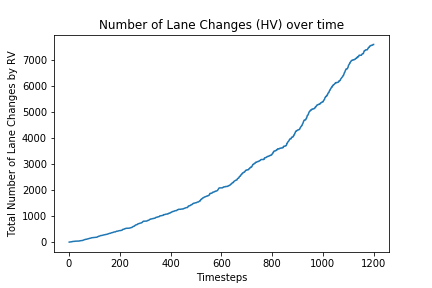 Number of Lane Changes (HV) over time
Total Number of Lane Changes by RV
7000
6000
5000
4000
3000
2000
1000
0
0 200 400 600 800 1000 1200
Timesteps